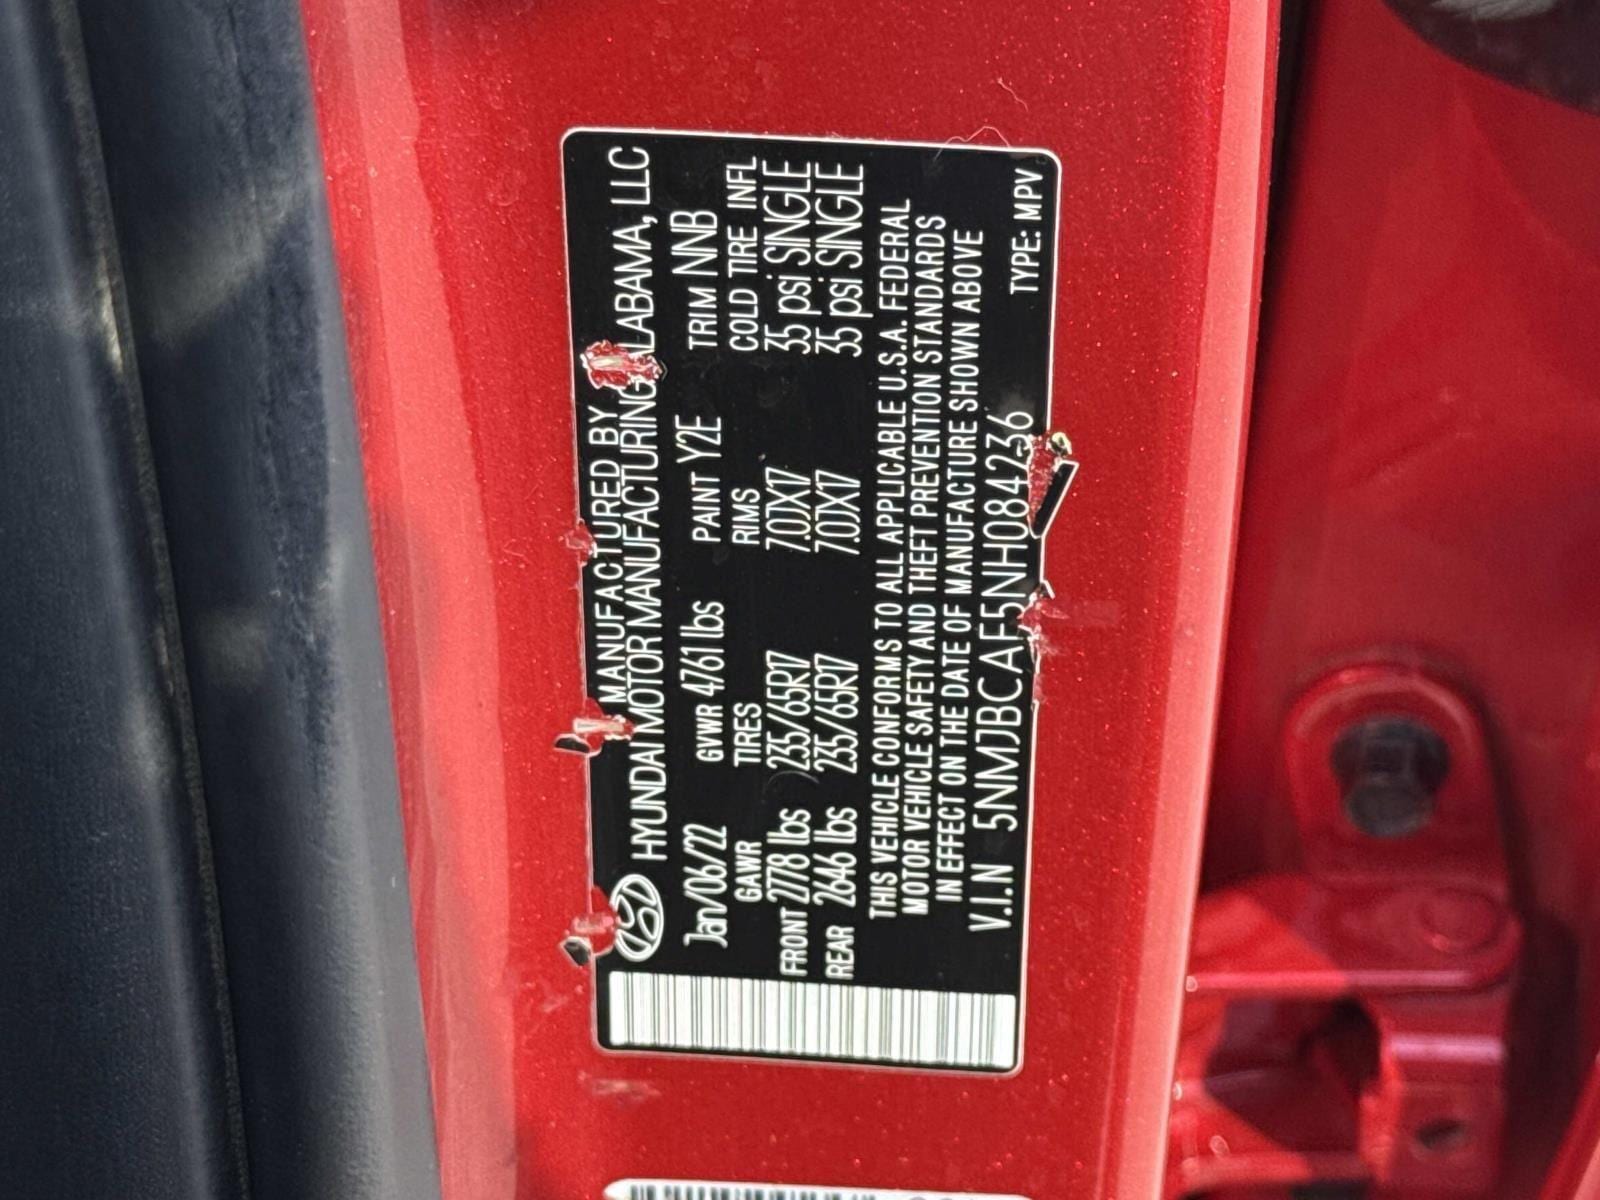 MANUFACTURED BY
HYUNDAI MOTOR MANUFACTURING ALABAMA, LLC
Jan/06/22 GVWR 4761 lbs PAINT Y2E TRIM NNB
GAWR TIRES RIMS COLD TIRE INFL
FRONT 2778 lbs 235/65R17 7.0JX17 35 psi SINGLE
REAR 2646 lbs 235/65R17 7.0JX17 35 psi SINGLE
THIS VEHICLE CONFORMS TO ALL APPLICABLE U.S.A. FEDERAL
MOTOR VEHICLE SAFETY AND THEFT PREVENTION STANDARDS
IN EFFECT ON THE DATE OF MANUFACTURE SHOWN ABOVE
V.I.N 5NMJBCAE5NH084236
TYPE: MPV